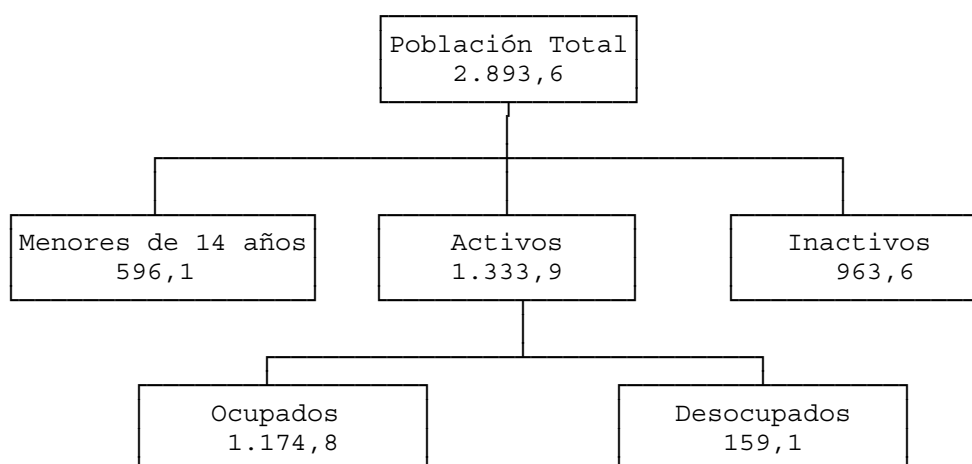 Población Total
2.893,6
Menores de 14 años
596,1
Activos
1.333,9
Inactivos
963,6
Ocupados
1.174,8
Desocupados
159,1